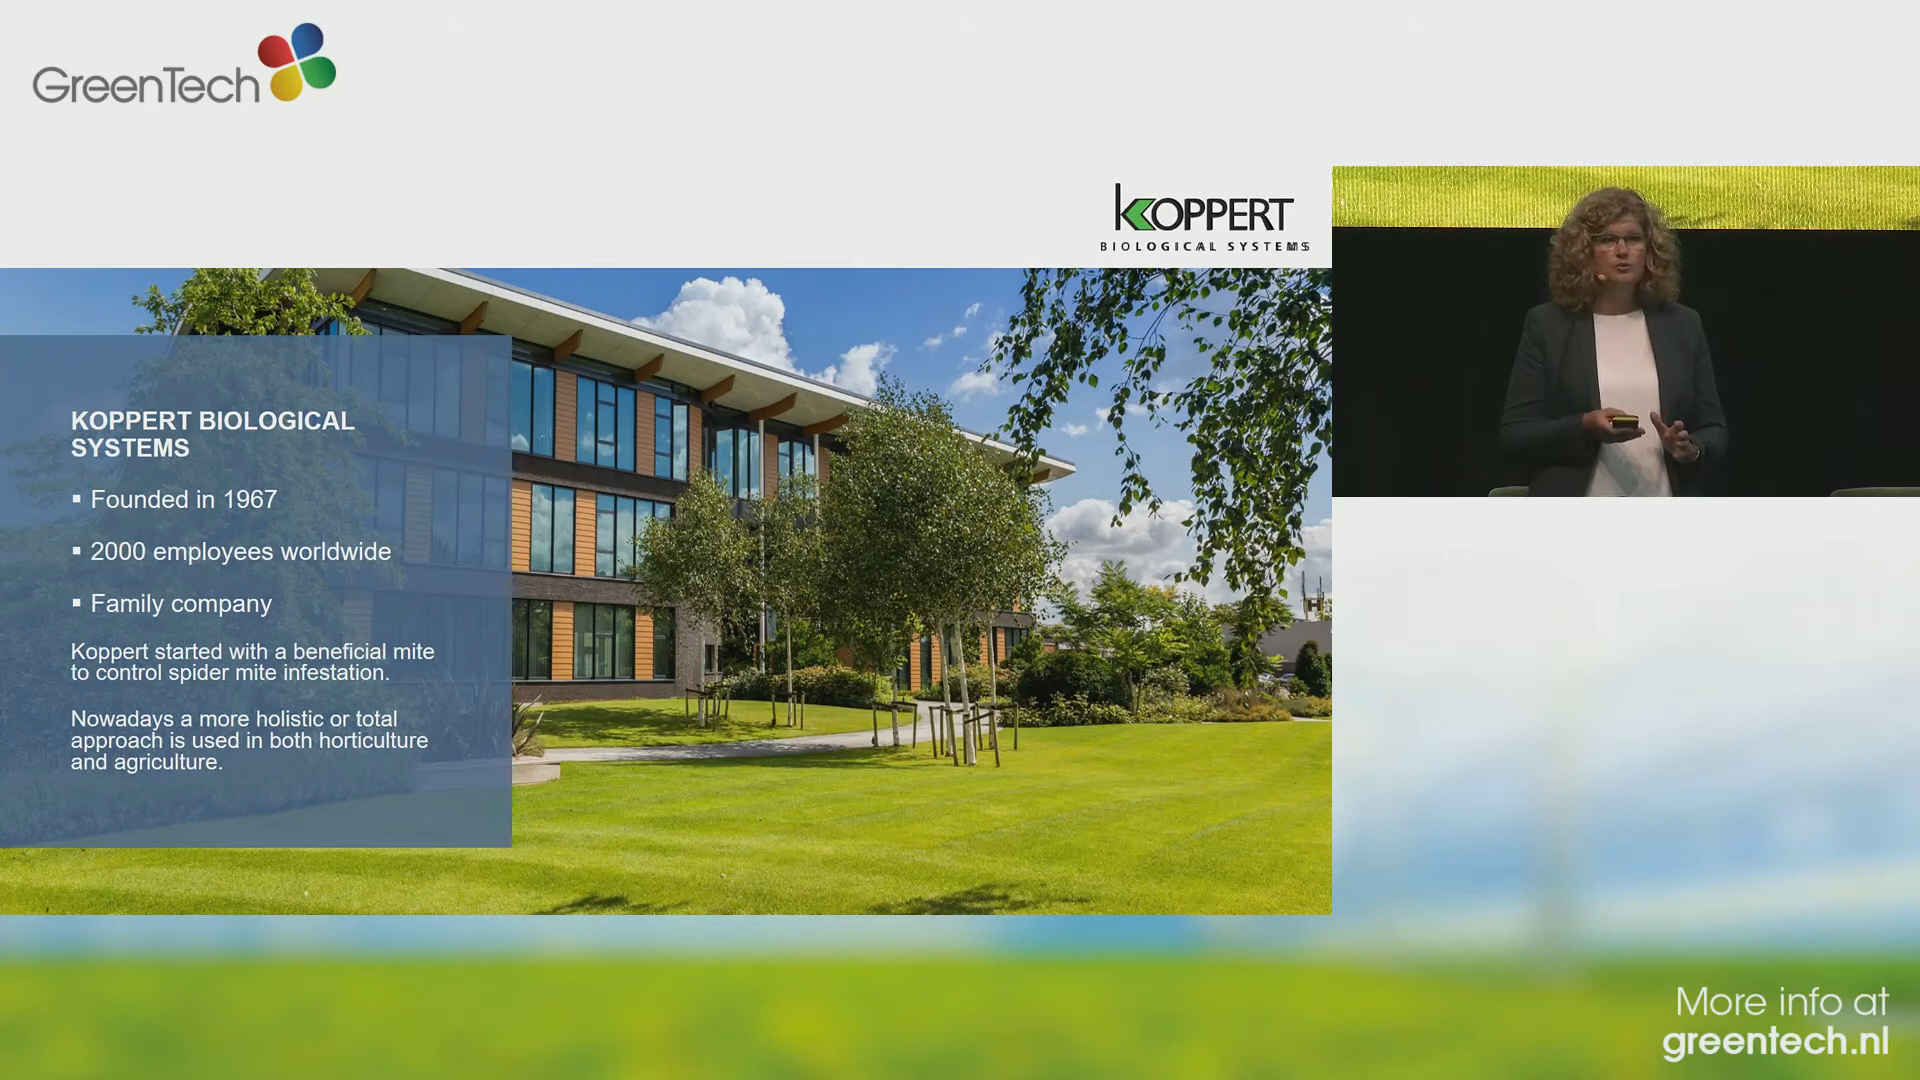 GreenTech
KOPPERT
BIOLOGICAL SYSTEMS
KOPPERT BIOLOGICAL
SYSTEMS
▪ Founded in 1967
▪ 2000 employees worldwide
▪ Family company
Koppert started with a beneficial mite
to control spider mite infestation.
Nowadays a more holistic or total
approach is used in both horticulture
and agriculture.
More info at
greentech.nl